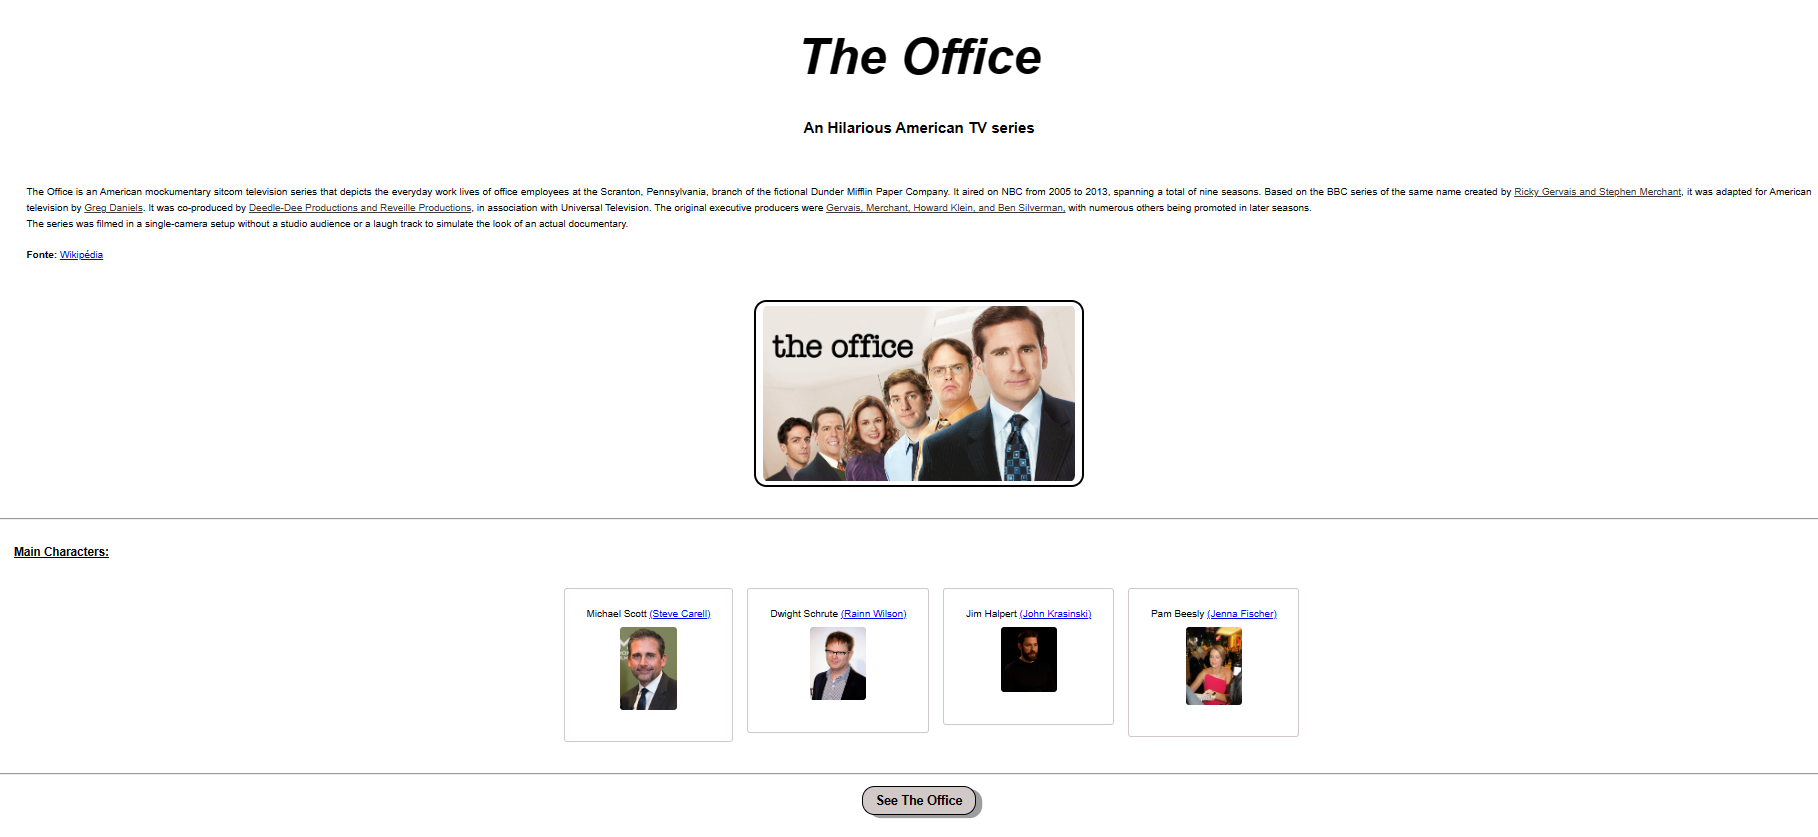 The Office
An Hilarious American TV series
The Office is an American mockumentary sitcom television series that depicts the everyday work lives of office employees at the Scranton, Pennsylvania, branch of the fictional Dunder Mifflin Paper Company. It aired on NBC from 2005 to 2013, spanning a total of nine seasons. Based on the BBC series of the same name created by Ricky Gervais and Stephen Merchant, it was adapted for American
television by Greg Daniels. It was co-produced by Deedle-Dee Productions and Reveille Productions, in association with Universal Television. The original executive producers were Gervais, Merchant, Howard Klein, and Ben Silverman, with numerous others being promoted in later seasons.
The series was filmed in a single-camera setup without a studio audience or a laugh track to simulate the look of an actual documentary.
Fonte: Wikipédia
the office
Main Characters:
Michael Scott (Steve Carell)
Dwight Schrute (Rainn Wilson)
Jim Halpert (John Krasinski)
Pam Beesly (Jenna Fischer)
See The Office